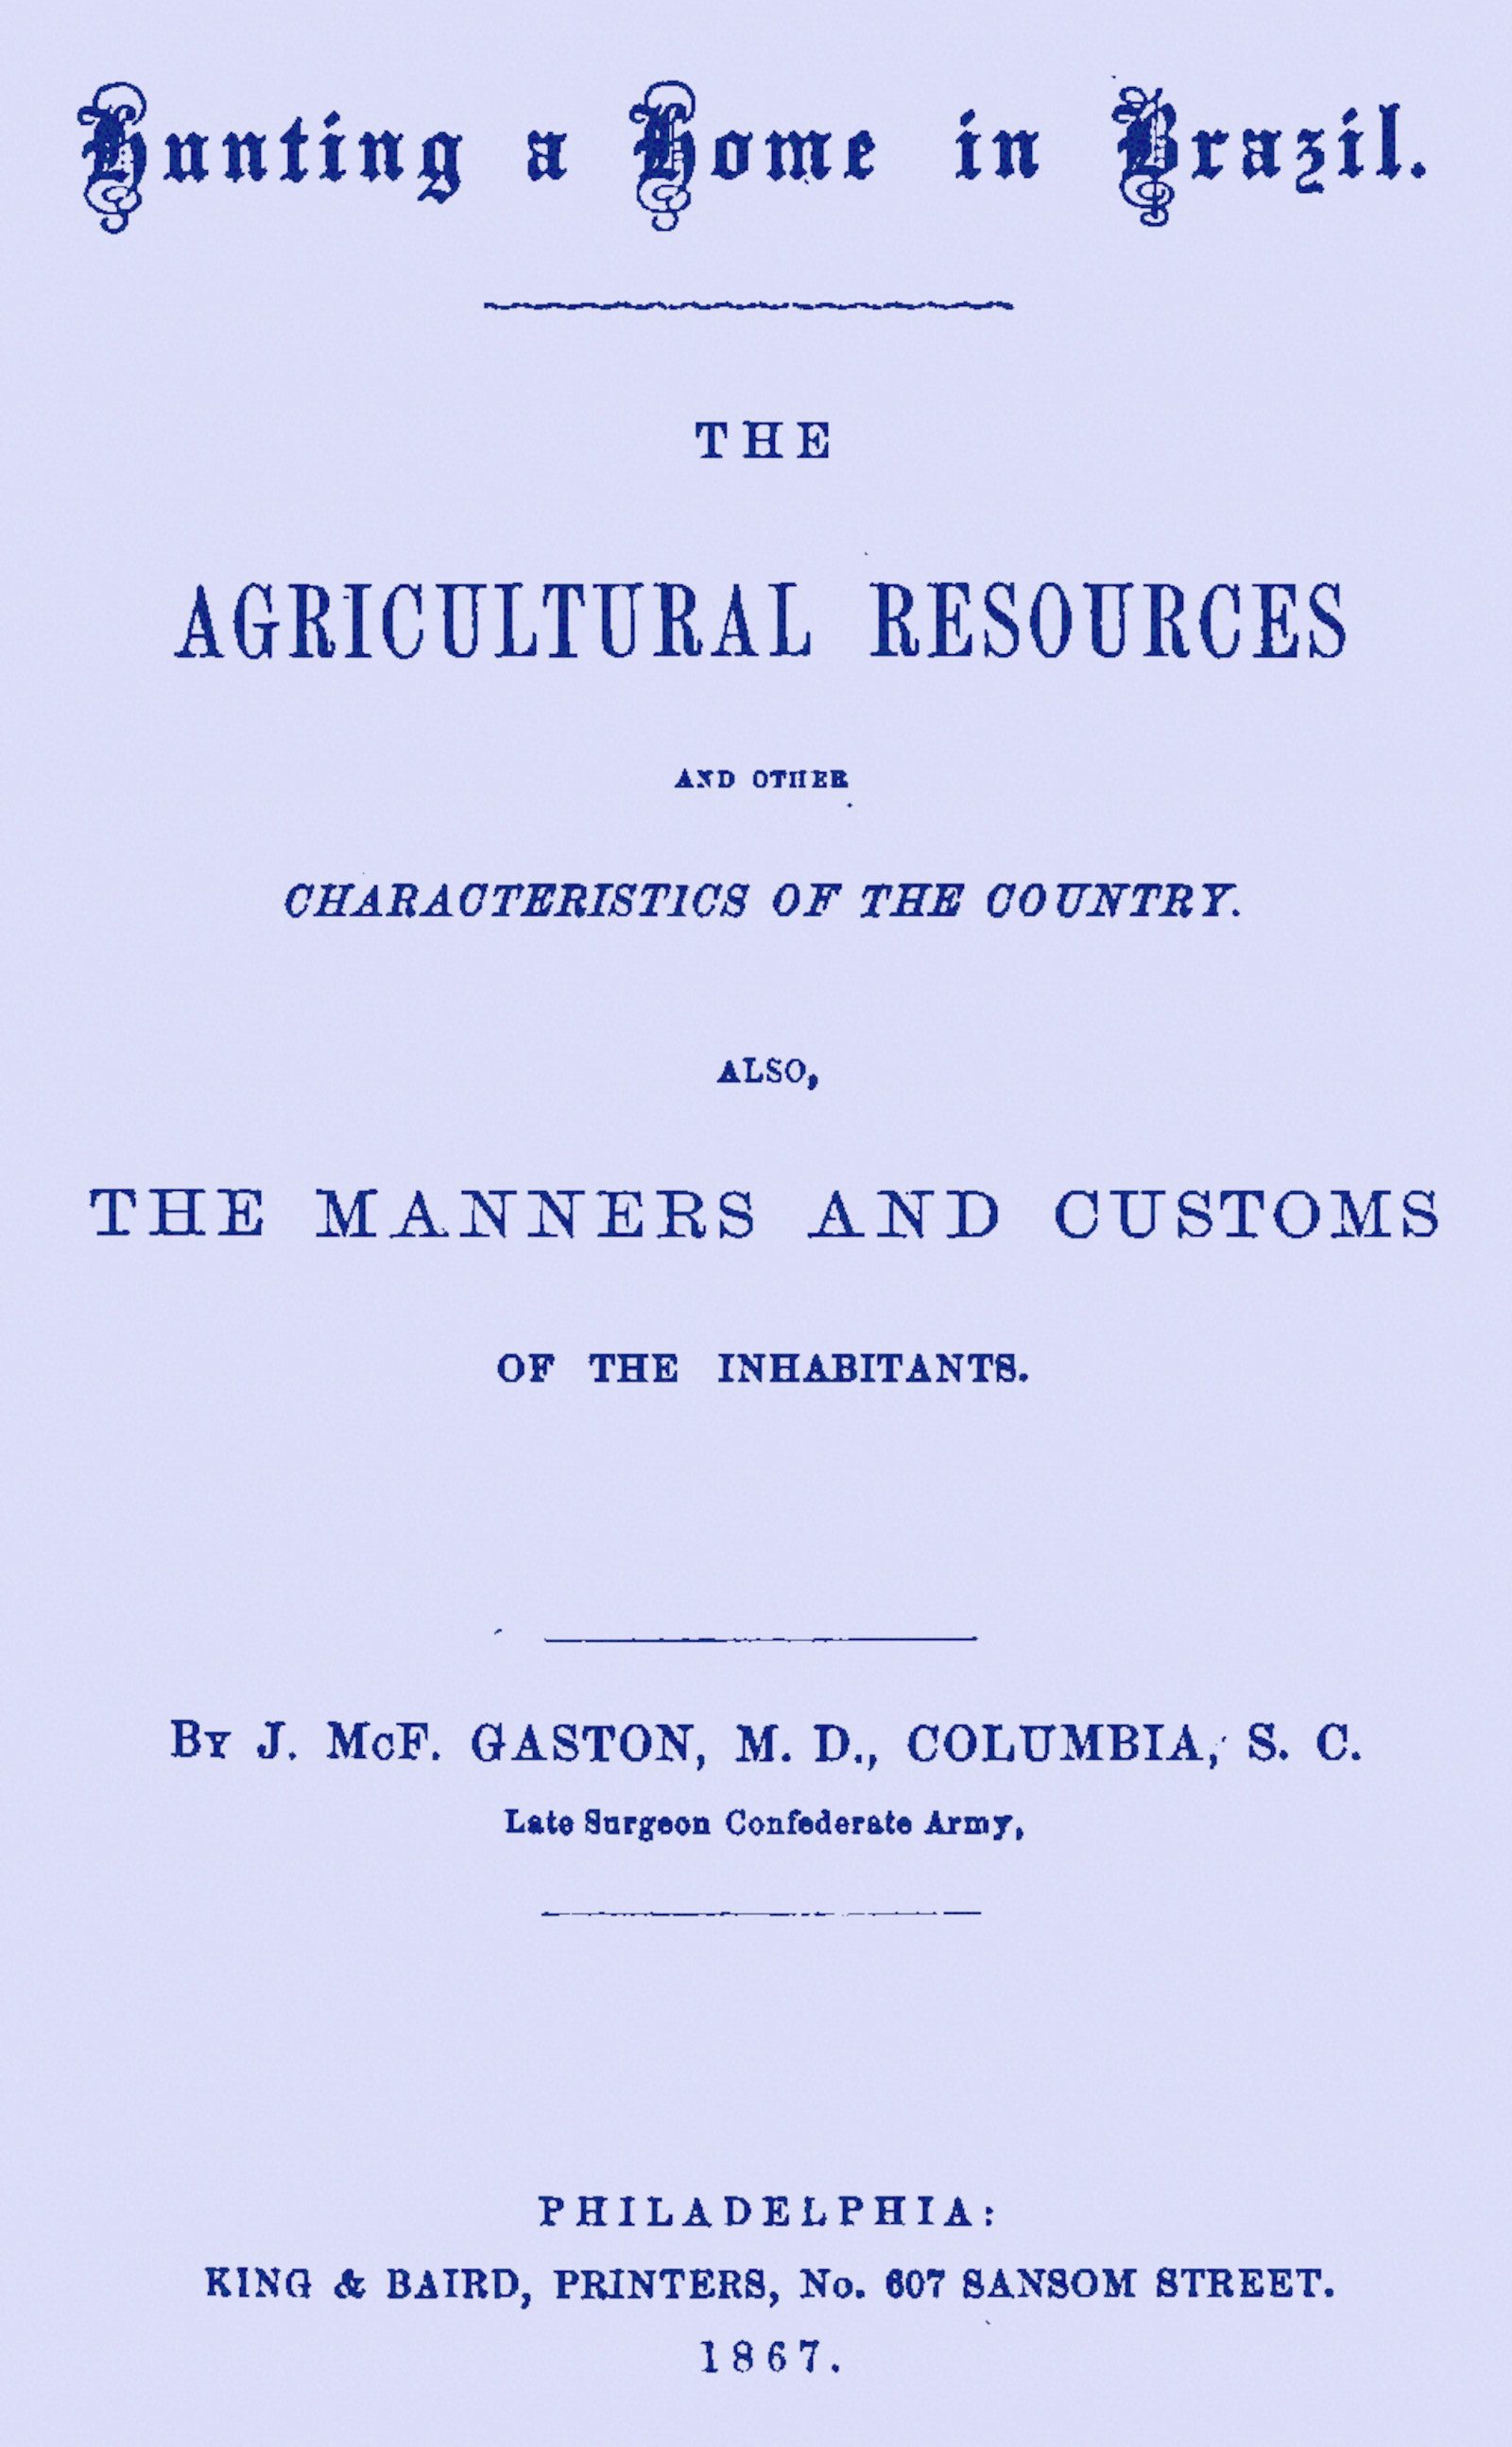 Hunting a Home in Brazil.
THE
AGRICULTURAL RESOURCES
AND OTHER
CHARACTERISTICS OF THE COUNTRY.
ALSO,
THE MANNERS AND CUSTOMS
OF THE INHABITANTS.
By J. McF. GASTON, M. D., COLUMBIA, S. C.
Late Surgeon Confederate Army,
PHILADELPHIA:
KING & BAIRD, PRINTERS, No. 607 SANSOM STREET.
1867.